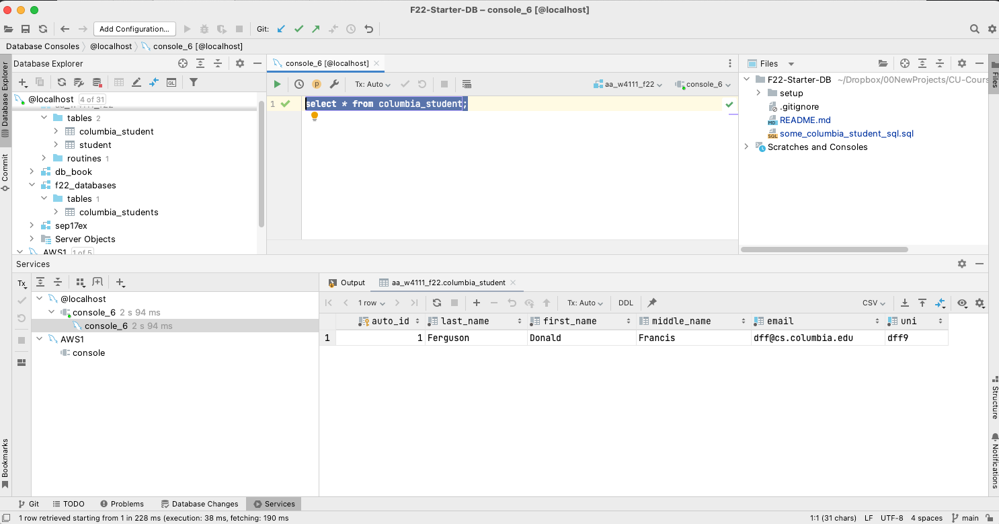 F22-Starter-DB – console_6 [@localhost]
Add Configuration...
Git:
Database Consoles
@localhost
console_6 [@localhost]
Database Explorer
Database Explorer
Commit
Bookmarks
@localhost 4 of 31
aa_w4111_f22
tables 2
columbia_student
student
routines 1
db_book
f22_databases
tables 1
columbia_students
sep17ex
Server Objects
AWS1 1 of 5
console_6 [@localhost]
Tx: Auto
aa_w4111_f22
console_6
1 select * from columbia_student;
Files
F22-Starter-DB ~/Dropbox/00NewProjects/CU-Cours
setup
.gitignore
README.md
some_columbia_student_sql.sql
Scratches and Consoles
Files
Structure
Notifications
Services
Tx
@localhost
console_6 2 s 94 ms
console_6 2 s 94 ms
AWS1
console
Output
aa_w4111_f22.columbia_student
1 row
Tx: Auto
DDL
CSV
auto_id last_name first_name middle_name email uni
1 1 Ferguson Donald Francis dff@cs.columbia.edu dff9
Git TODO Problems Database Changes Services
1 row retrieved starting from 1 in 228 ms (execution: 38 ms, fetching: 190 ms
1:1 (31 chars) LF UTF-8 4 spaces main